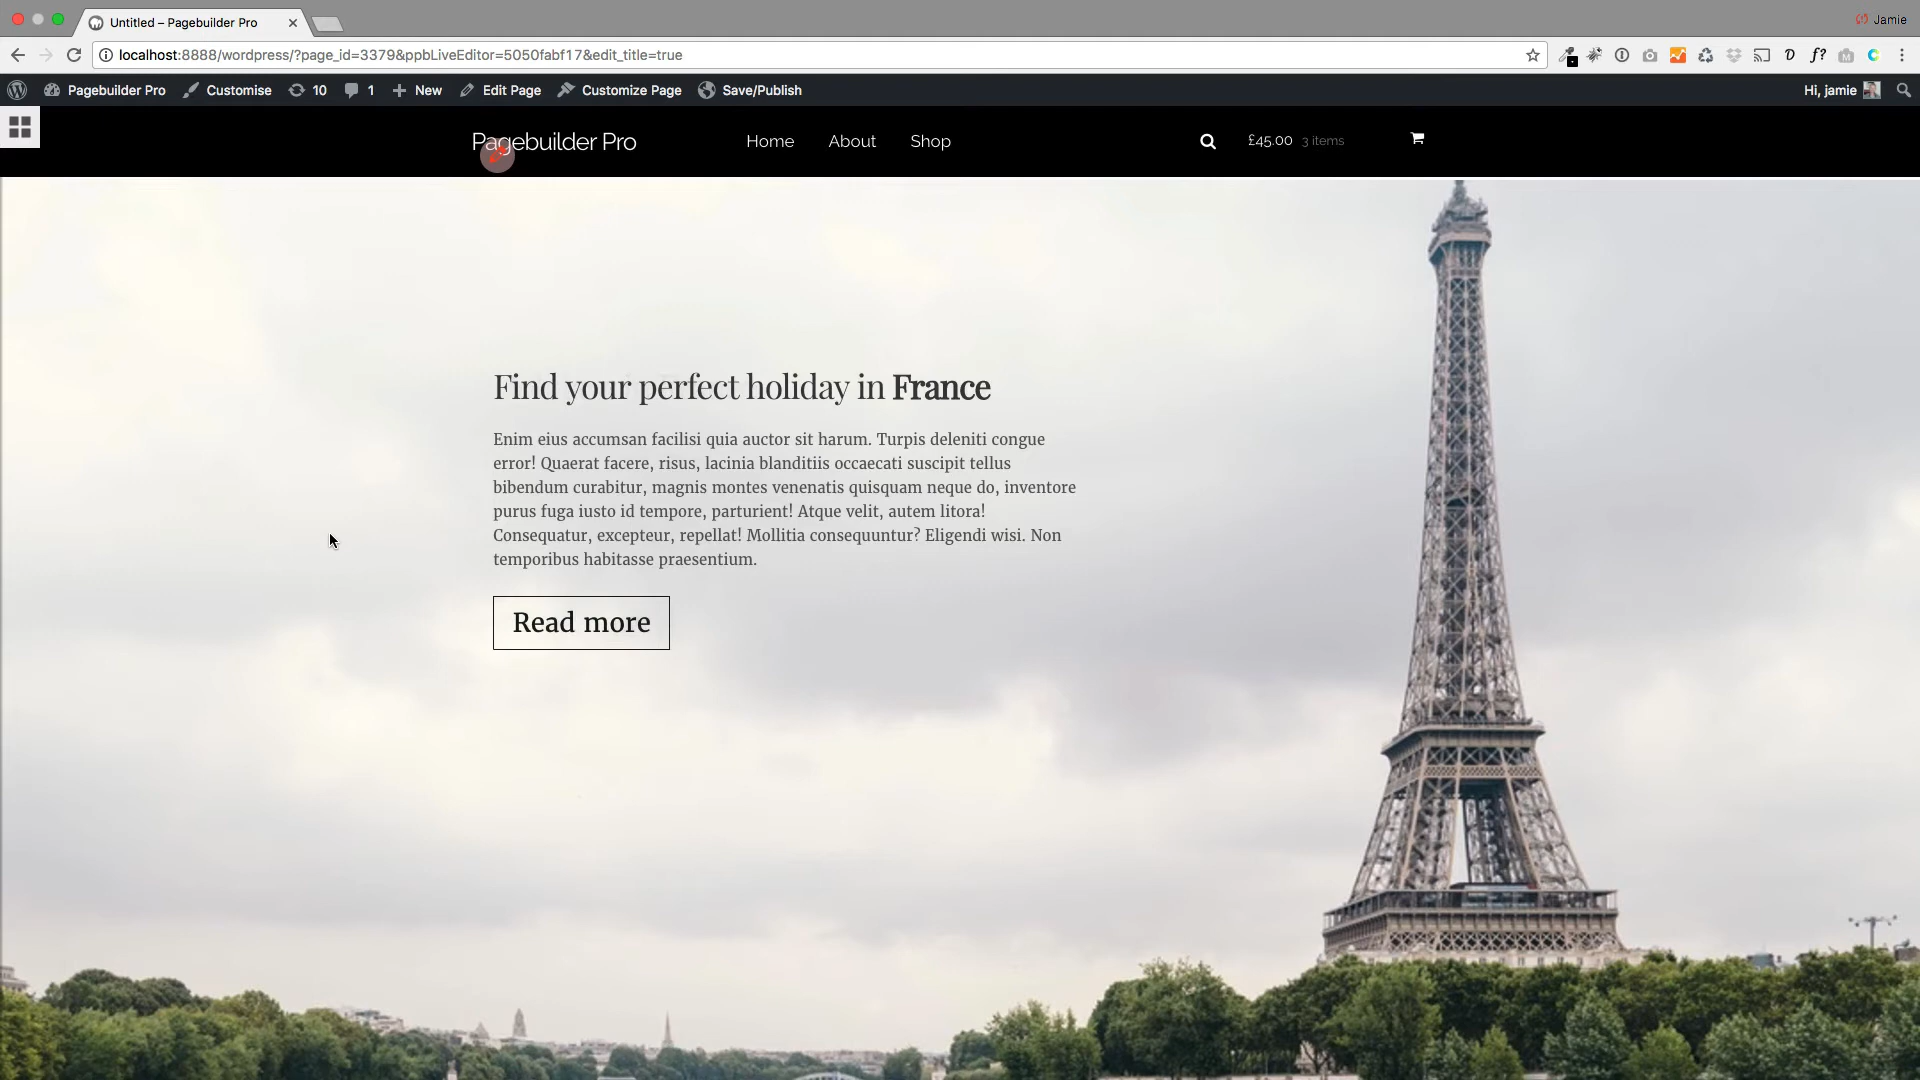 Untitled – Pagebuilder Pro
Jamie
localhost:8888/wordpress/?page_id=3379&ppbLiveEditor=5050fabf17&edit_title=true
Pagebuilder Pro Customise 10 1 New Edit Page Customize Page Save/Publish Hi, jamie
Pagebuilder Pro Home About Shop £45.00 3 items
Find your perfect holiday in France
Enim eius accumsan facilisi quia auctor sit harum. Turpis deleniti congue
error! Quaerat facere, risus, lacinia blanditiis occaecati suscipit tellus
bibendum curabitur, magnis montes venenatis quisquam neque do, inventore
purus fuga iusto id tempore, parturient! Atque velit, autem litora!
Consequatur, excepteur, repellat! Mollitia consequuntur? Eligendi wisi. Non
temporibus habitasse praesentium.
Read more